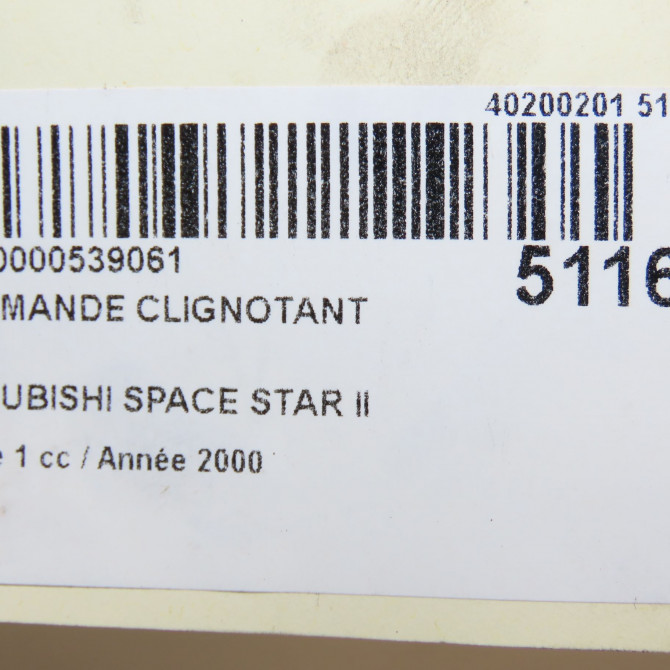 40200201 51
0000539061
5116
MANDE CLIGNOTANT
UBISHI SPACE STAR II
e 1 cc / Année 2000